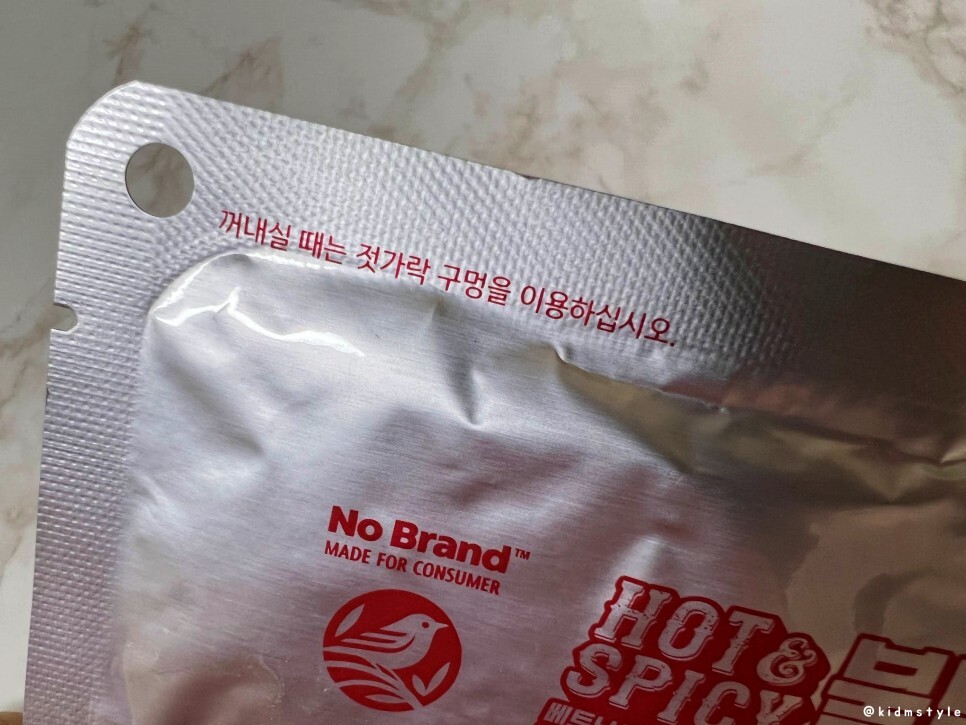 꺼내실 때는 젓가락 구멍을 이용하십시오.
No Brand™
MADE FOR CONSUMER
HOT &
SPICY
@kidmstyle